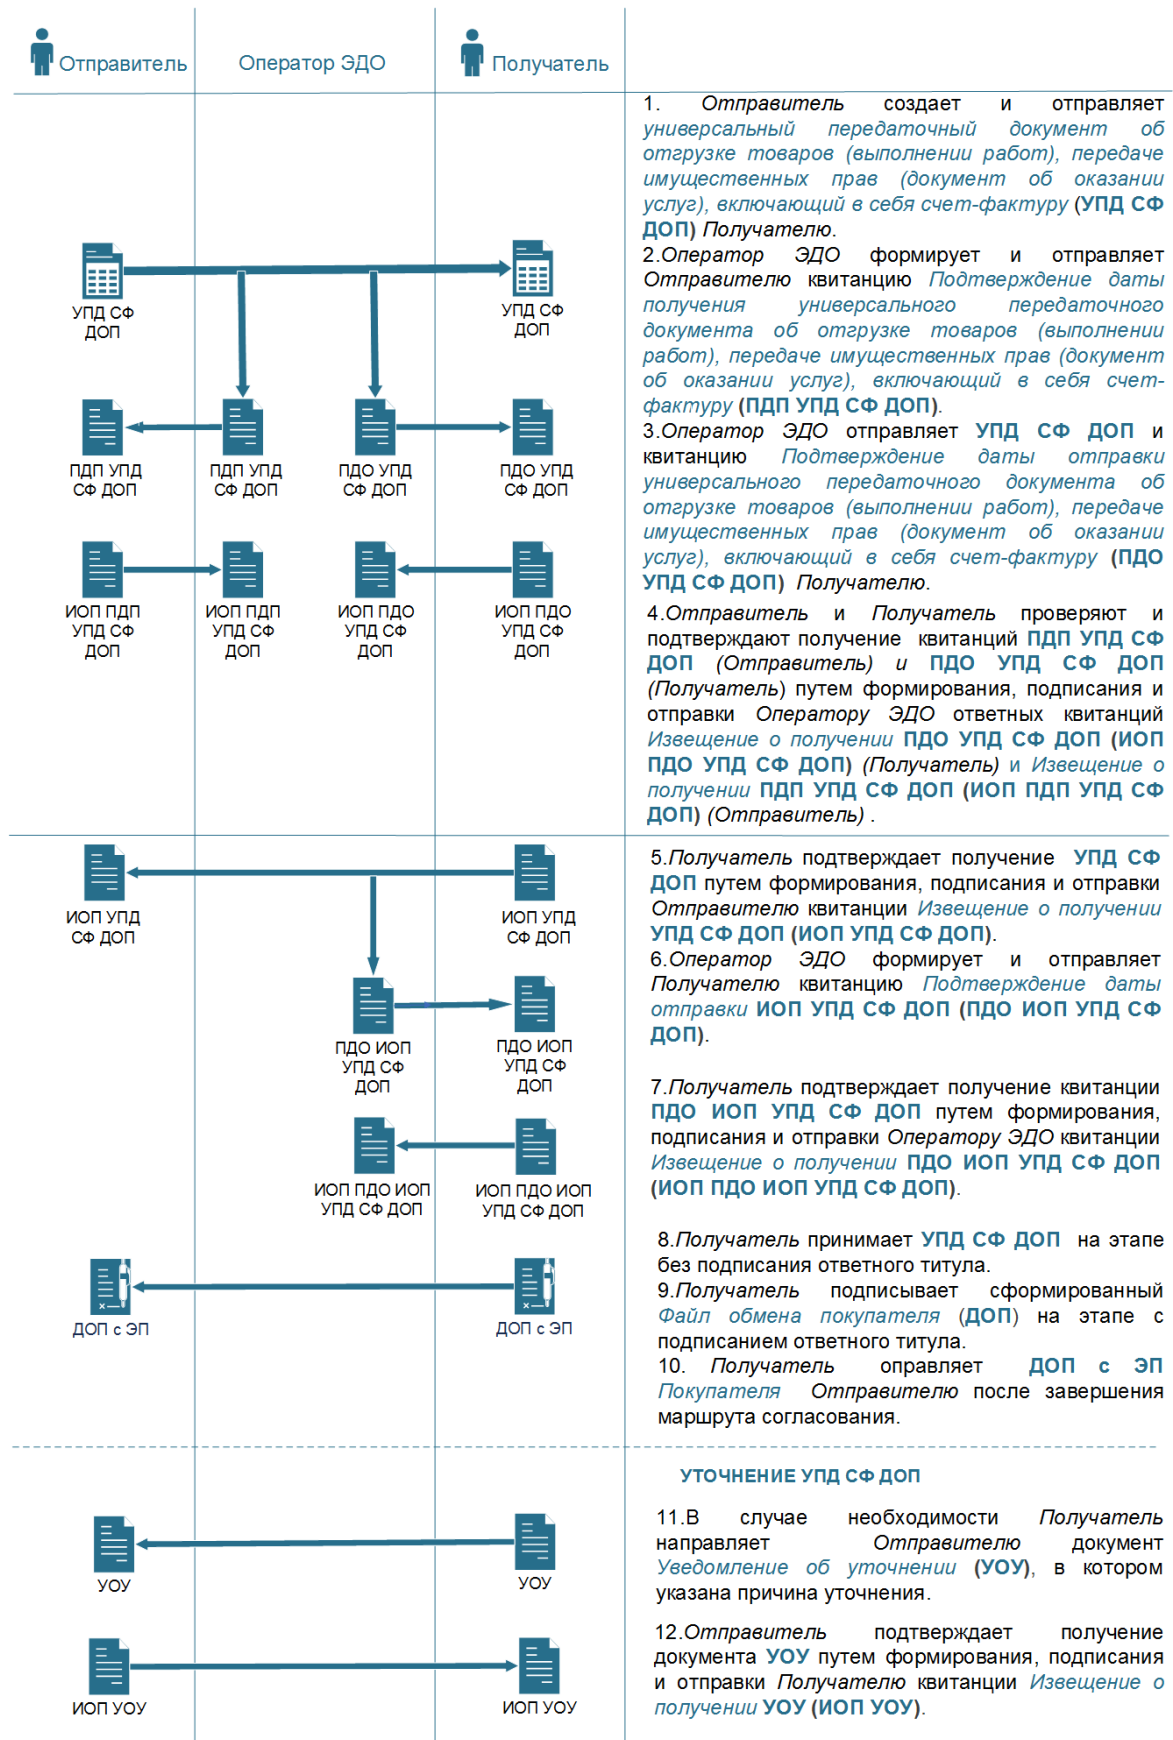 Отправитель
Оператор ЭДО
Получатель
1. Отправитель создает и отправляет
универсальный передаточный документ об
отгрузке товаров (выполнении работ), передаче
имущественных прав (документ об оказании
услуг), включающий в себя счет-фактуру (УПД СФ
ДОП) Получателю.
2.Оператор ЭДО формирует и отправляет
Отправителю квитанцию Подтверждение даты
получения универсального передаточного
документа об отгрузке товаров (выполнении
работ), передаче имущественных прав (документ
об оказании услуг), включающий в себя счет-
фактуру (ПДП УПД СФ ДОП).
3.Оператор ЭДО отправляет УПД СФ ДОП и
квитанцию Подтверждение даты отправки
универсального передаточного документа об
отгрузке товаров (выполнении работ), передаче
имущественных прав (документ об оказании
услуг), включающий в себя счет-фактуру (ПДО
УПД СФ ДОП) Получателю.
4.Отправитель и Получатель проверяют и
подтверждают получение квитанций ПДП УПД СФ
ДОП (Отправитель) и ПДО УПД СФ ДОП
(Получатель) путем формирования, подписания и
отправки Оператору ЭДО ответных квитанций
Извещение о получении ПДО УПД СФ ДОП (ИОП
ПДО УПД СФ ДОП) (Получатель) и Извещение о
получении ПДП УПД СФ ДОП (ИОП ПДП УПД СФ
ДОП) (Отправитель) .
УПД СФ
ДОП
УПД СФ
ДОП
ПДП УПД
СФ ДОП
ПДП УПД
СФ ДОП
ПДО УПД
СФ ДОП
ПДО УПД
СФ ДОП
ИОП ПДП
УПД СФ
ДОП
ИОП ПДП
УПД СФ
ДОП
ИОП ПДО
УПД СФ
ДОП
ИОП ПДО
УПД СФ
ДОП
5.Получатель подтверждает получение УПД СФ
ДОП путем формирования, подписания и отправки
Отправителю квитанции Извещение о получении
УПД СФ ДОП (ИОП УПД СФ ДОП).
6.Оператор ЭДО формирует и отправляет
Получателю квитанцию Подтверждение даты
отправки ИОП УПД СФ ДОП (ПДО ИОП УПД СФ
ДОП).
7.Получатель подтверждает получение квитанции
ПДО ИОП УПД СФ ДОП путем формирования,
подписания и отправки Оператору ЭДО квитанции
Извещение о получении ПДО ИОП УПД СФ ДОП
(ИОП ПДО ИОП УПД СФ ДОП).
8.Получатель принимает УПД СФ ДОП на этапе
без подписания ответного титула.
9.Получатель подписывает сформированный
Файл обмена покупателя (ДОП) на этапе с
подписанием ответного титула.
10. Получатель оправляет ДОП с ЭП
Покупателя Отправителю после завершения
маршрута согласования.
ИОП УПД
СФ ДОП
ИОП УПД
СФ ДОП
ПДО ИОП
УПД СФ
ДОП
ПДО ИОП
УПД СФ
ДОП
ИОП ПДО ИОП
УПД СФ ДОП
ИОП ПДО ИОП
УПД СФ ДОП
ДОП с ЭП
ДОП с ЭП
УТОЧНЕНИЕ УПД СФ ДОП
11.В случае необходимости Получатель
направляет Отправителю документ
Уведомление об уточнении (УОУ), в котором
указана причина уточнения.
12.Отправитель подтверждает получение
документа УОУ путем формирования, подписания
и отправки Получателю квитанции Извещение о
получении УОУ (ИОП УОУ).
УОУ
УОУ
ИОП УОУ
ИОП УОУ